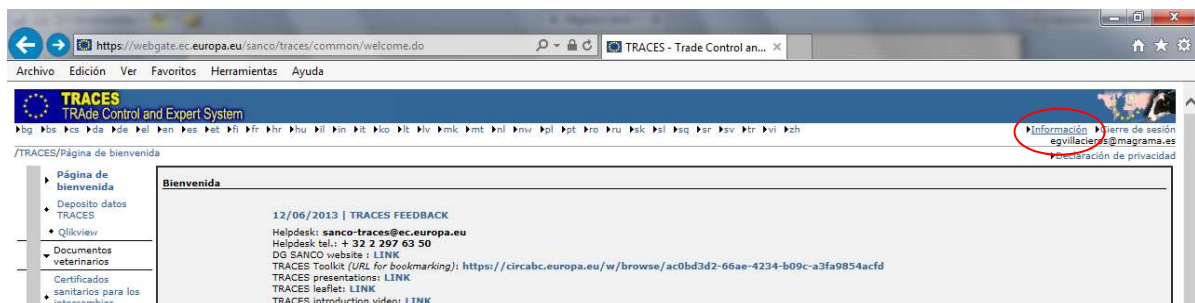 https://webgate.ec.europa.eu/sanco/traces/common/welcome.do
TRACES - Trade Control an...
Archivo Edición Ver Favoritos Herramientas Ayuda
TRACES
TRAde Control and Expert System
bg bs cs da de el en es et fi fr hr hu il in it ko lt lv mk mt nl nw pl pt ro ru sk sl sq sr sv tr vi zh
Información Cierre de sesión
egvillacieros@magrama.es
/TRACES/Página de bienvenida
Declaración de privacidad
Página de bienvenida
Bienvenida
Deposito datos TRACES
Qlikview
Documentos veterinarios
Certificados sanitarios para los intercambios
12/06/2013 | TRACES FEEDBACK
Helpdesk: sanco-traces@ec.europa.eu
Helpdesk tel.: + 32 2 297 63 50
DG SANCO website : LINK
TRACES Toolkit (URL for bookmarking): https://circabc.europa.eu/w/browse/ac0bd3d2-66ae-4234-b09c-a3fa9854acfd
TRACES presentations: LINK
TRACES leaflet: LINK
TRACES introduction video: LINK